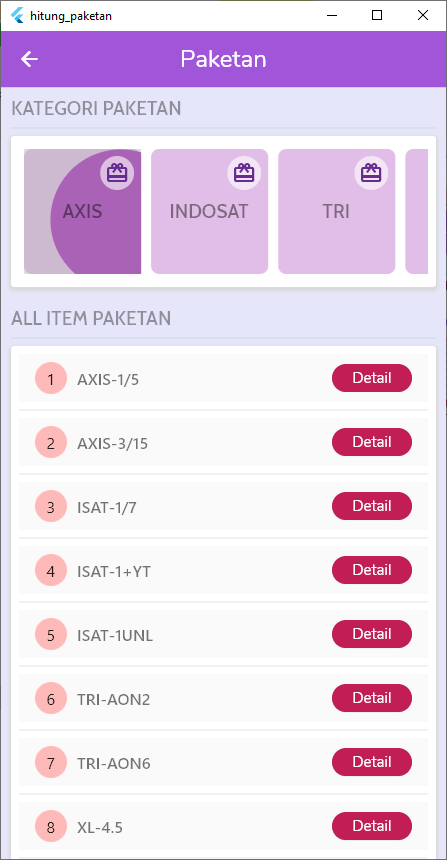 hitung_paketan
Paketan
KATEGORI PAKETAN
AXIS
INDOSAT
TRI
ALL ITEM PAKETAN
1 AXIS-1/5 Detail
2 AXIS-3/15 Detail
3 ISAT-1/7 Detail
4 ISAT-1+YT Detail
5 ISAT-1UNL Detail
6 TRI-AON2 Detail
7 TRI-AON6 Detail
8 XL-4.5 Detail